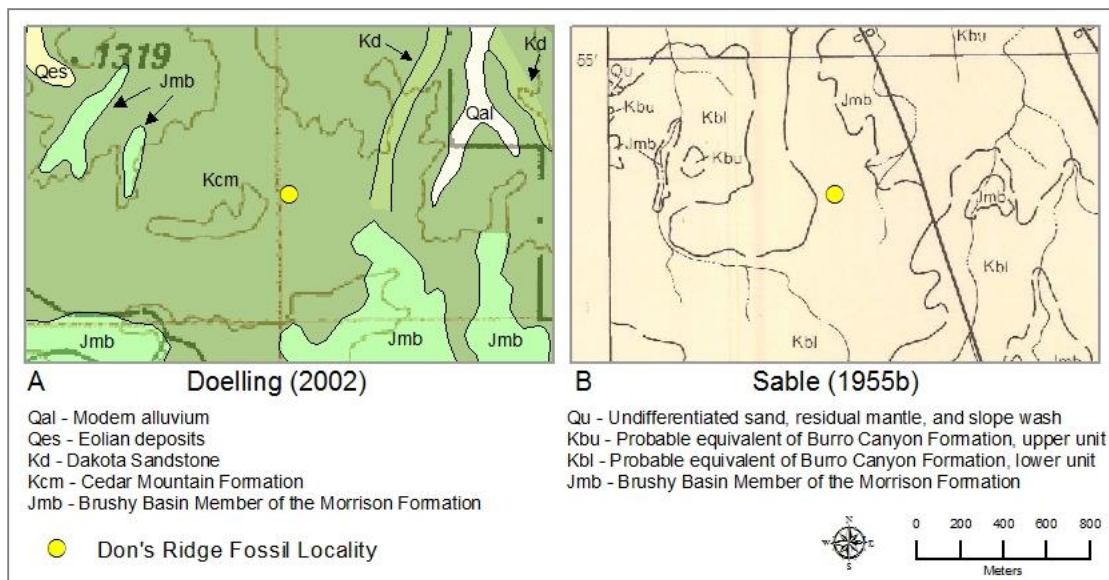 1319
Qes
Jmb
Kd
Kd
Qal
Kcm
Jmb
Jmb
Jmb
A
Doelling (2002)
Qal - Modern alluvium
Qes - Eolian deposits
Kd - Dakota Sandstone
Kcm - Cedar Mountain Formation
Jmb - Brushy Basin Member of the Morrison Formation
Don's Ridge Fossil Locality
55'
Qu
Kbu
Jmb
Kbl
Kbu
Kbu
Jmb
Jmb
Kbl
Kbl
Jmb
B
Sable (1955b)
Qu - Undifferentiated sand, residual mantle, and slope wash
Kbu - Probable equivalent of Burro Canyon Formation, upper unit
Kbl - Probable equivalent of Burro Canyon Formation, lower unit
Jmb - Brushy Basin Member of the Morrison Formation
N
W
E
S
0 200 400 600 800
Meters